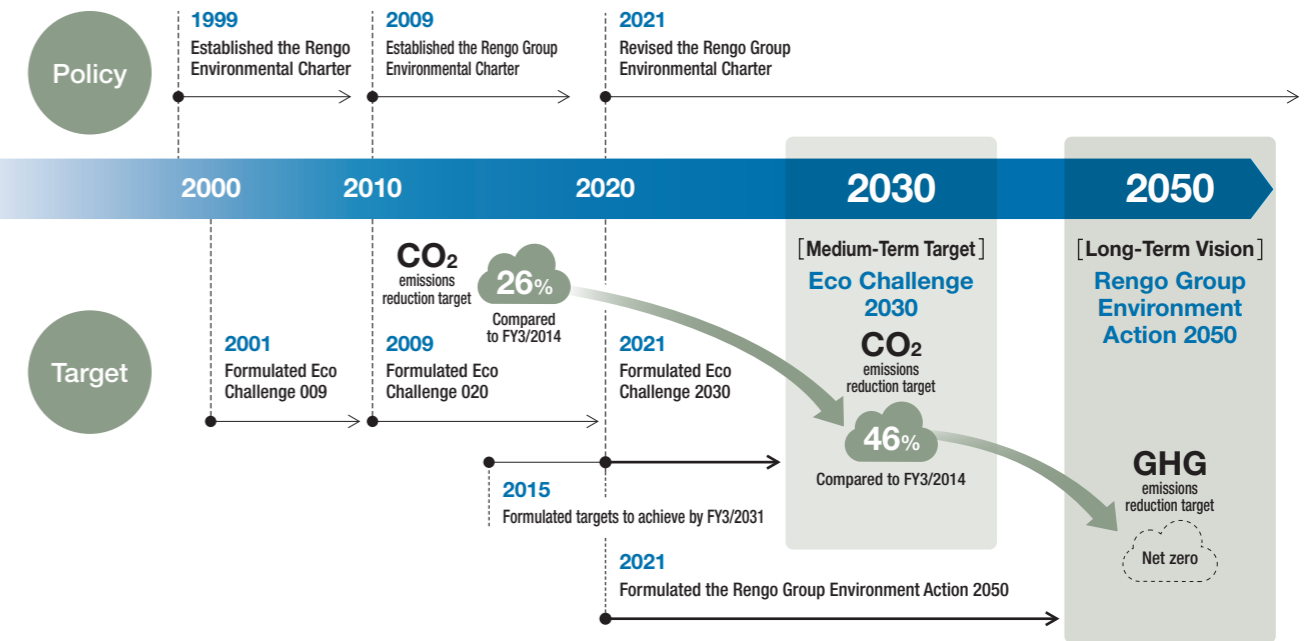 Policy
1999
Established the Rengo
Environmental Charter
2009
Established the Rengo Group
Environmental Charter
2021
Revised the Rengo Group
Environmental Charter
2000
2010
2020
2030
2050
Target
CO₂
emissions
reduction target
26%
Compared
to FY3/2014
2001
Formulated Eco
Challenge 009
2009
Formulated Eco
Challenge 020
2021
Formulated Eco
Challenge 2030
2015
Formulated targets to achieve by FY3/2031
2021
Formulated the Rengo Group Environment Action 2050
[Medium-Term Target]
Eco Challenge
2030
CO₂
emissions
reduction target
46%
Compared to FY3/2014
[Long-Term Vision]
Rengo Group
Environment
Action 2050
GHG
emissions
reduction target
Net zero